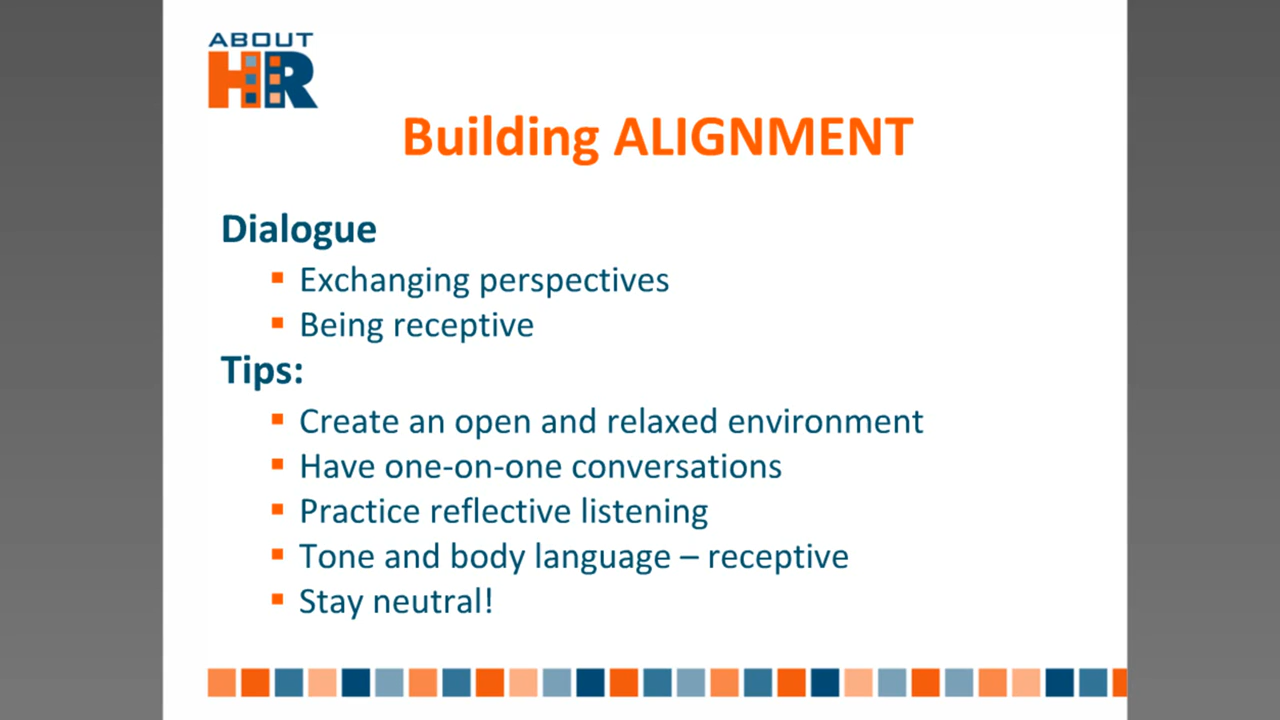 ABOUT
HR
Building ALIGNMENT
Dialogue
Exchanging perspectives
Being receptive
Tips:
Create an open and relaxed environment
Have one-on-one conversations
Practice reflective listening
Tone and body language – receptive
Stay neutral!